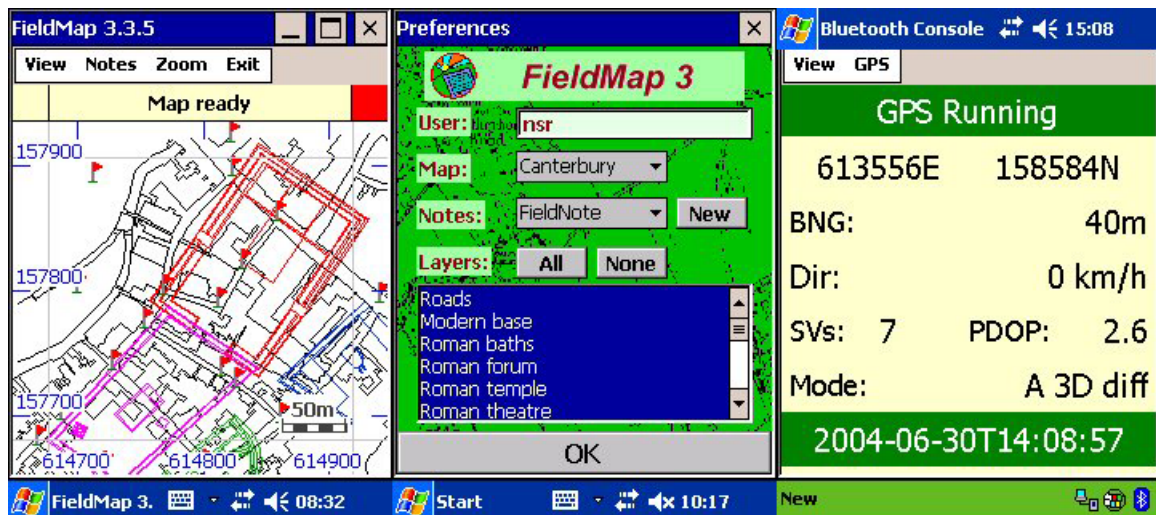 FieldMap 3.3.5
View Notes Zoom Exit
Map ready
157900
157800
157700
50m
614700 614800 614900
FieldMap 3. 08:32
Preferences
FieldMap 3
User: nsr
Map: Canterbury
Notes: FieldNote New
Layers: All None
Roads
Modern base
Roman baths
Roman forum
Roman temple
Roman theatre
OK
Start 10:17
Bluetooth Console 15:08
View GPS
GPS Running
613556E 158584N
BNG: 40m
Dir: 0 km/h
SVs: 7 PDOP: 2.6
Mode: A 3D diff
2004-06-30T14:08:57
New